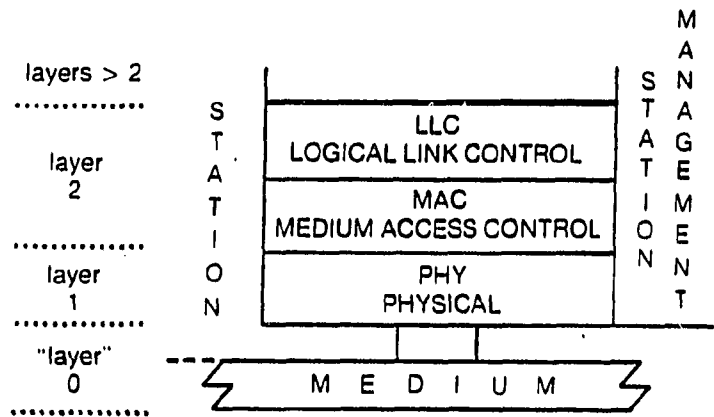 layers > 2
layer
2
layer
1
"layer"
0
STATION
LLC
LOGICAL LINK CONTROL
MAC
MEDIUM ACCESS CONTROL
PHY
PHYSICAL
MEDIUM
STATION
MANAGEMENT